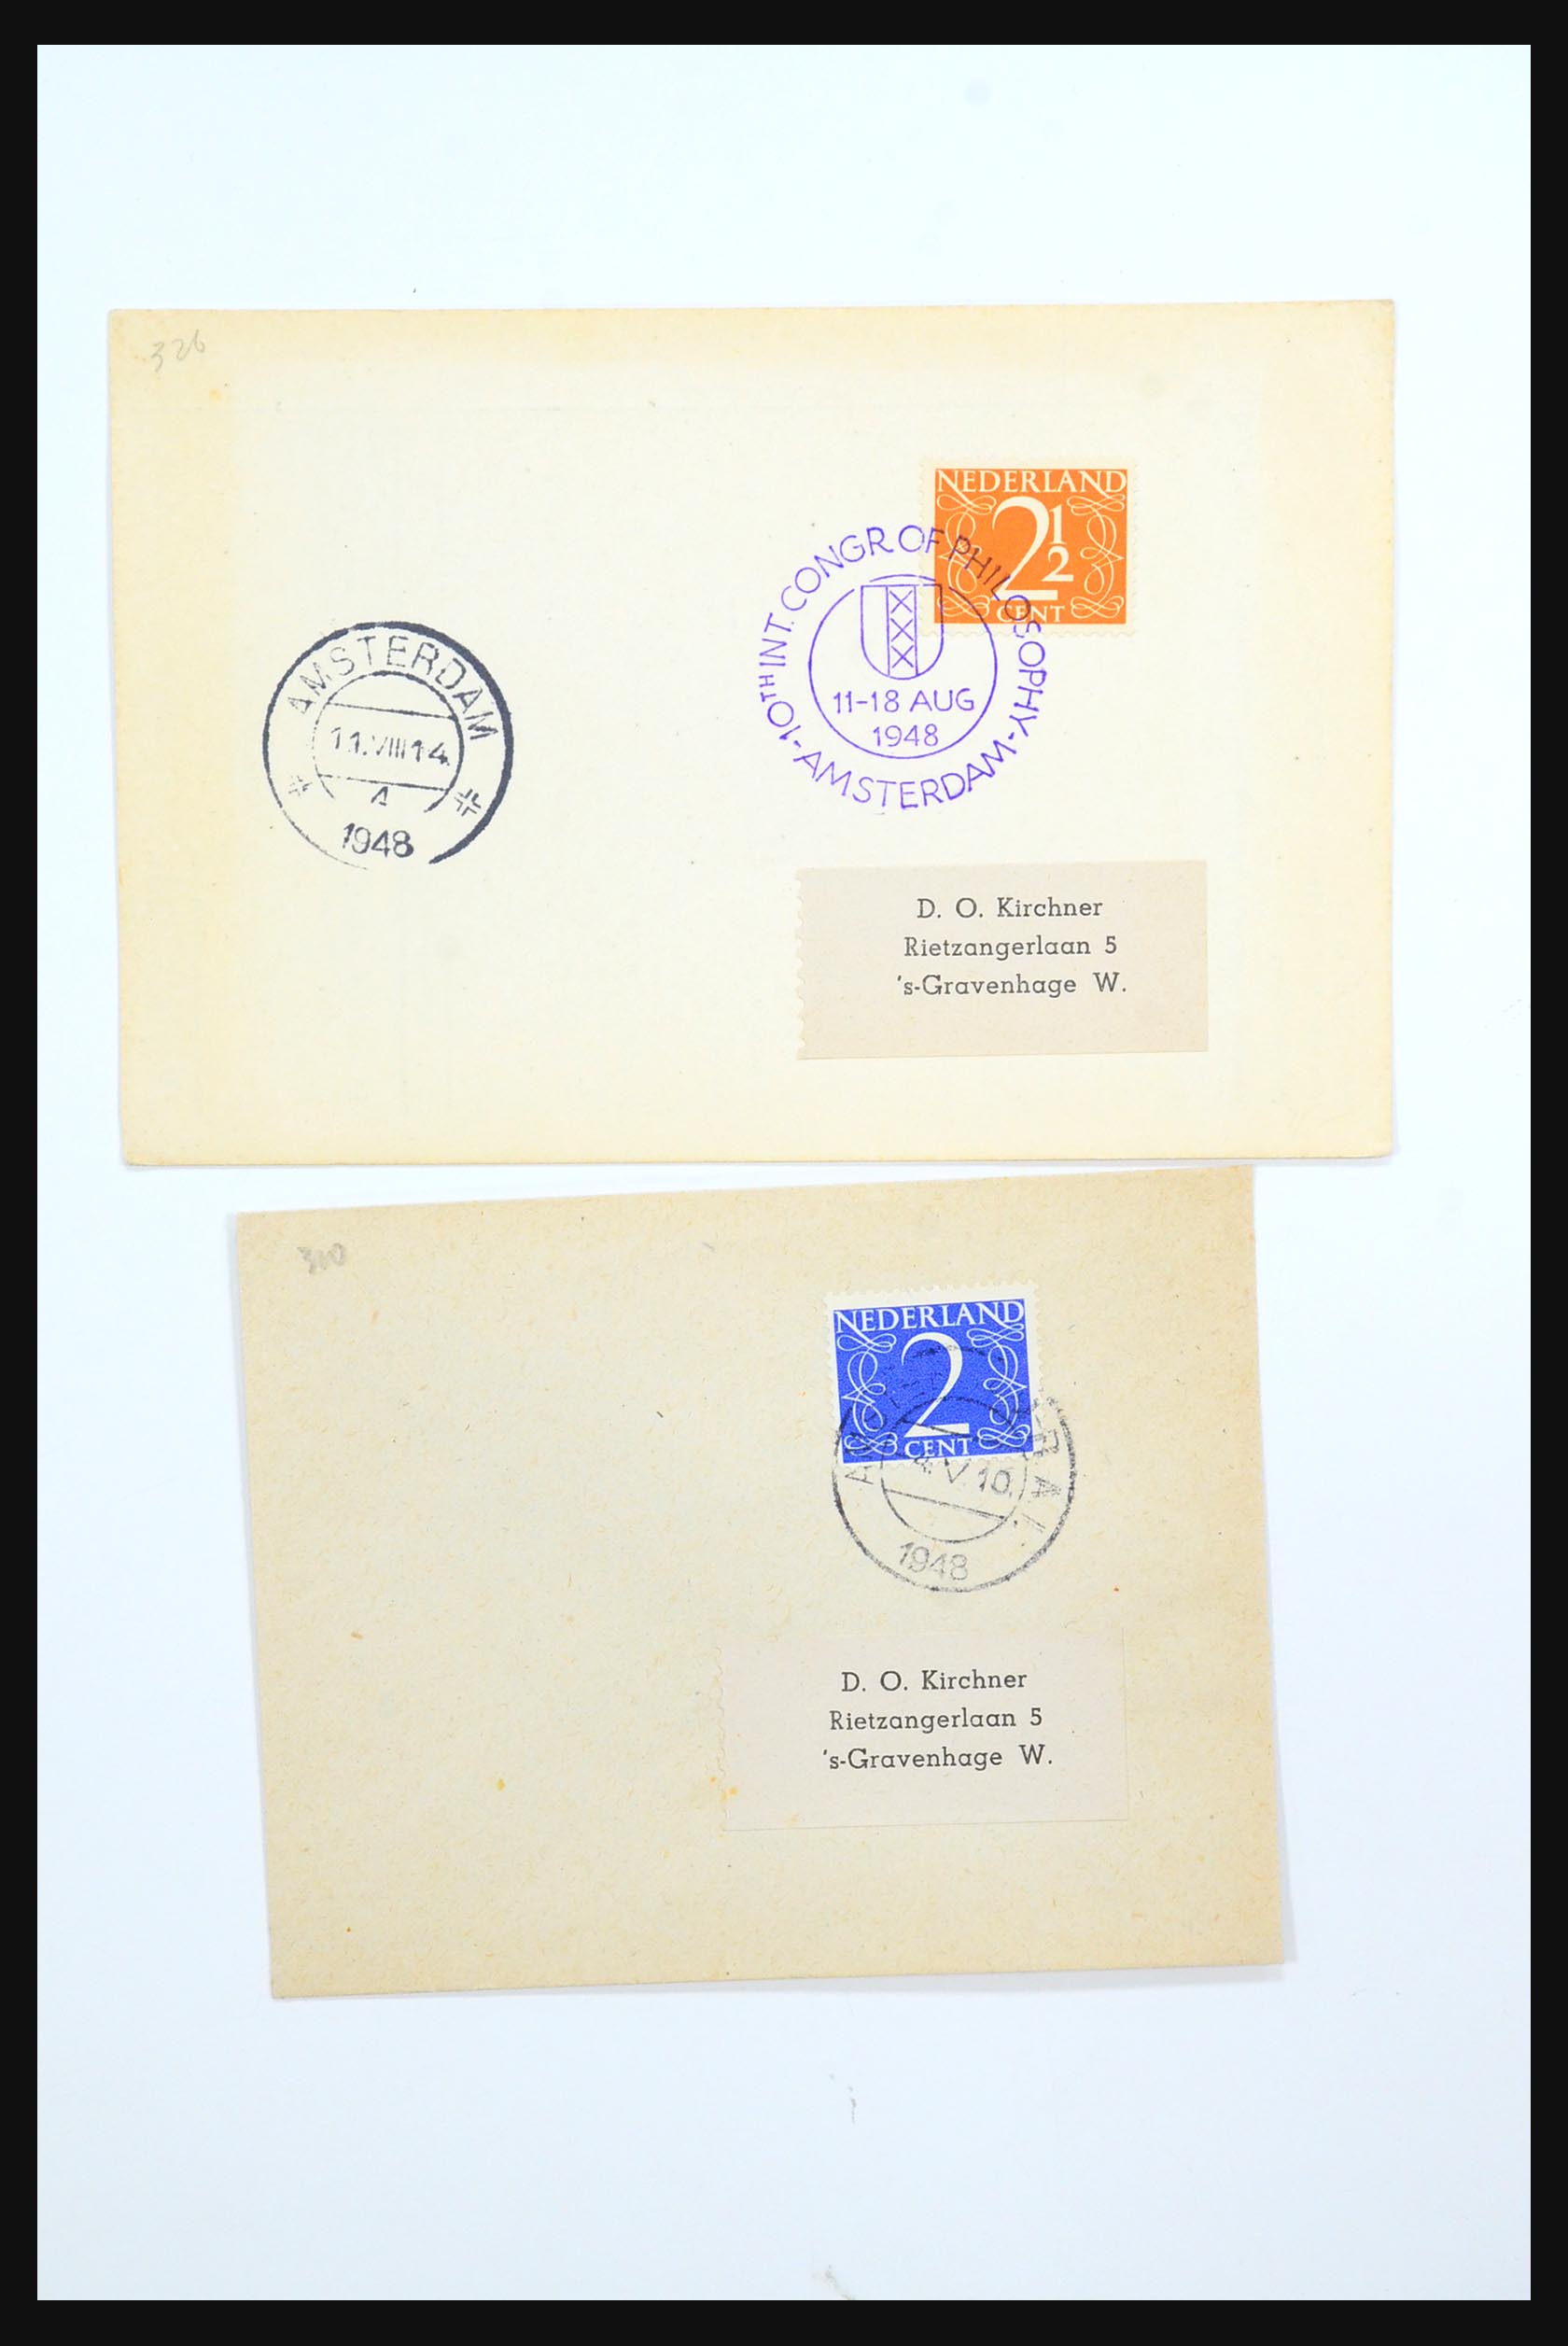 326
NEDERLAND
2½
CENT
10TH INT. CONGR. OF PHILOSOPHY-
-AMSTERDAM-
11-18 AUG
1948
AMSTERDAM
11.VIII 14
1948
D. O. Kirchner
Rietzangerlaan 5
's-Gravenhage W.
310
NEDERLAND
2
CENT
V.10.
1948
D. O. Kirchner
Rietzangerlaan 5
's-Gravenhage W.